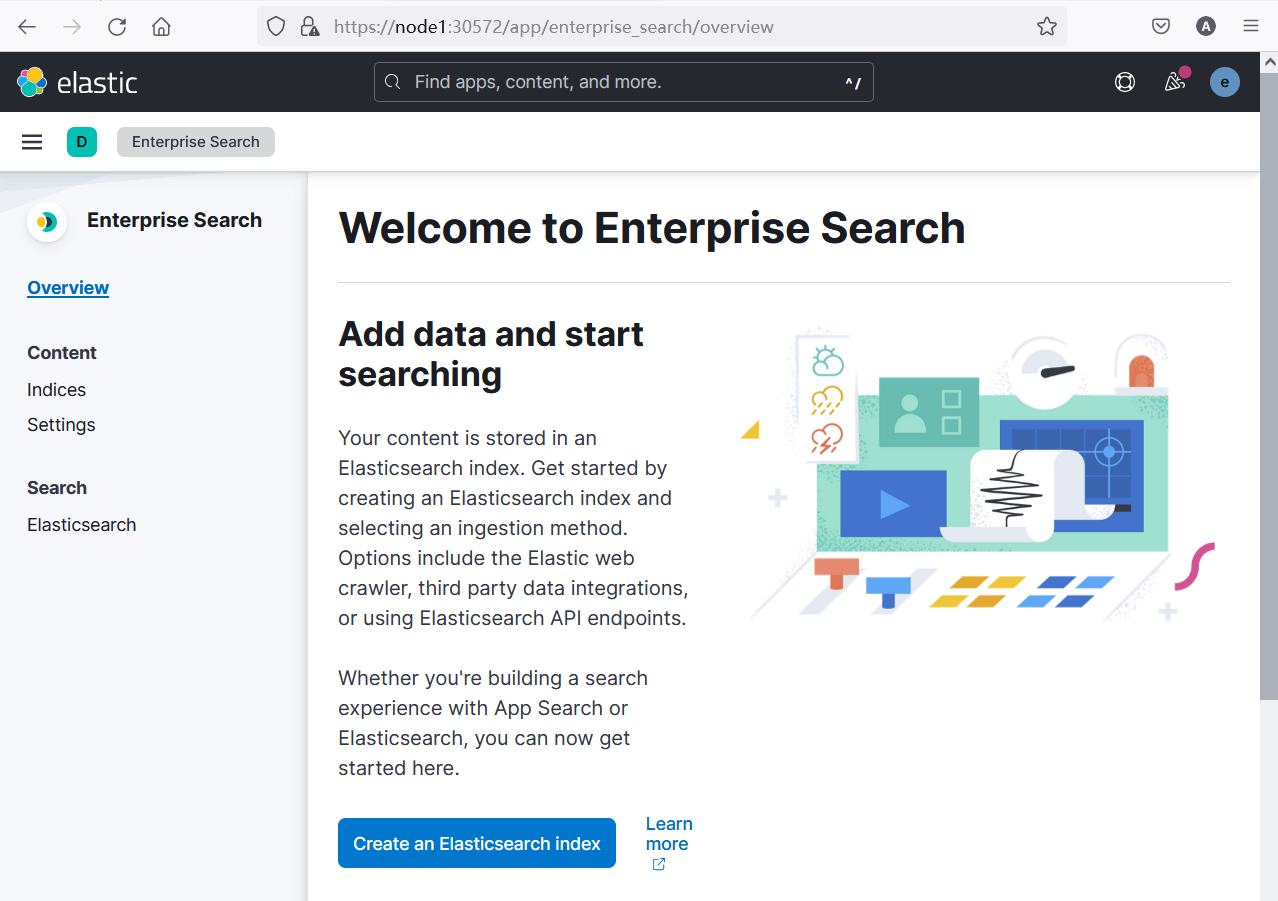 https://node1:30572/app/enterprise_search/overview
A
elastic
Find apps, content, and more.
^ /
e
D
Enterprise Search
Enterprise Search
Overview
Content
Indices
Settings
Search
Elasticsearch
Welcome to Enterprise Search
Add data and start
searching
Your content is stored in an
Elasticsearch index. Get started by
creating an Elasticsearch index and
selecting an ingestion method.
Options include the Elastic web
crawler, third party data integrations,
or using Elasticsearch API endpoints.
Whether you're building a search
experience with App Search or
Elasticsearch, you can now get
started here.
Create an Elasticsearch index
Learn
more